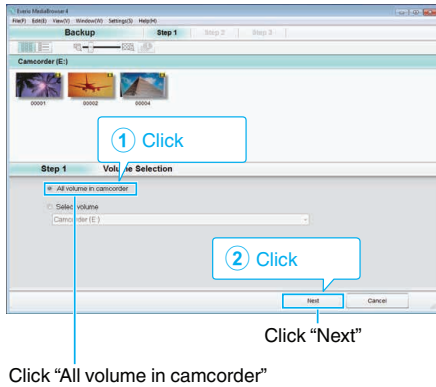 Everio MediaBrowser 4
File(F) Edit(E) View(V) Window(W) Settings(S) Help(H)
Backup Step 1 Step 2 Step 3
Camcorder (E:)
00001 00002 00004
1 Click
Step 1 Volume Selection
All volume in camcorder
Select volume
Camcorder (E:)
2 Click
Next Cancel
Click “Next”
Click “All volume in camcorder”